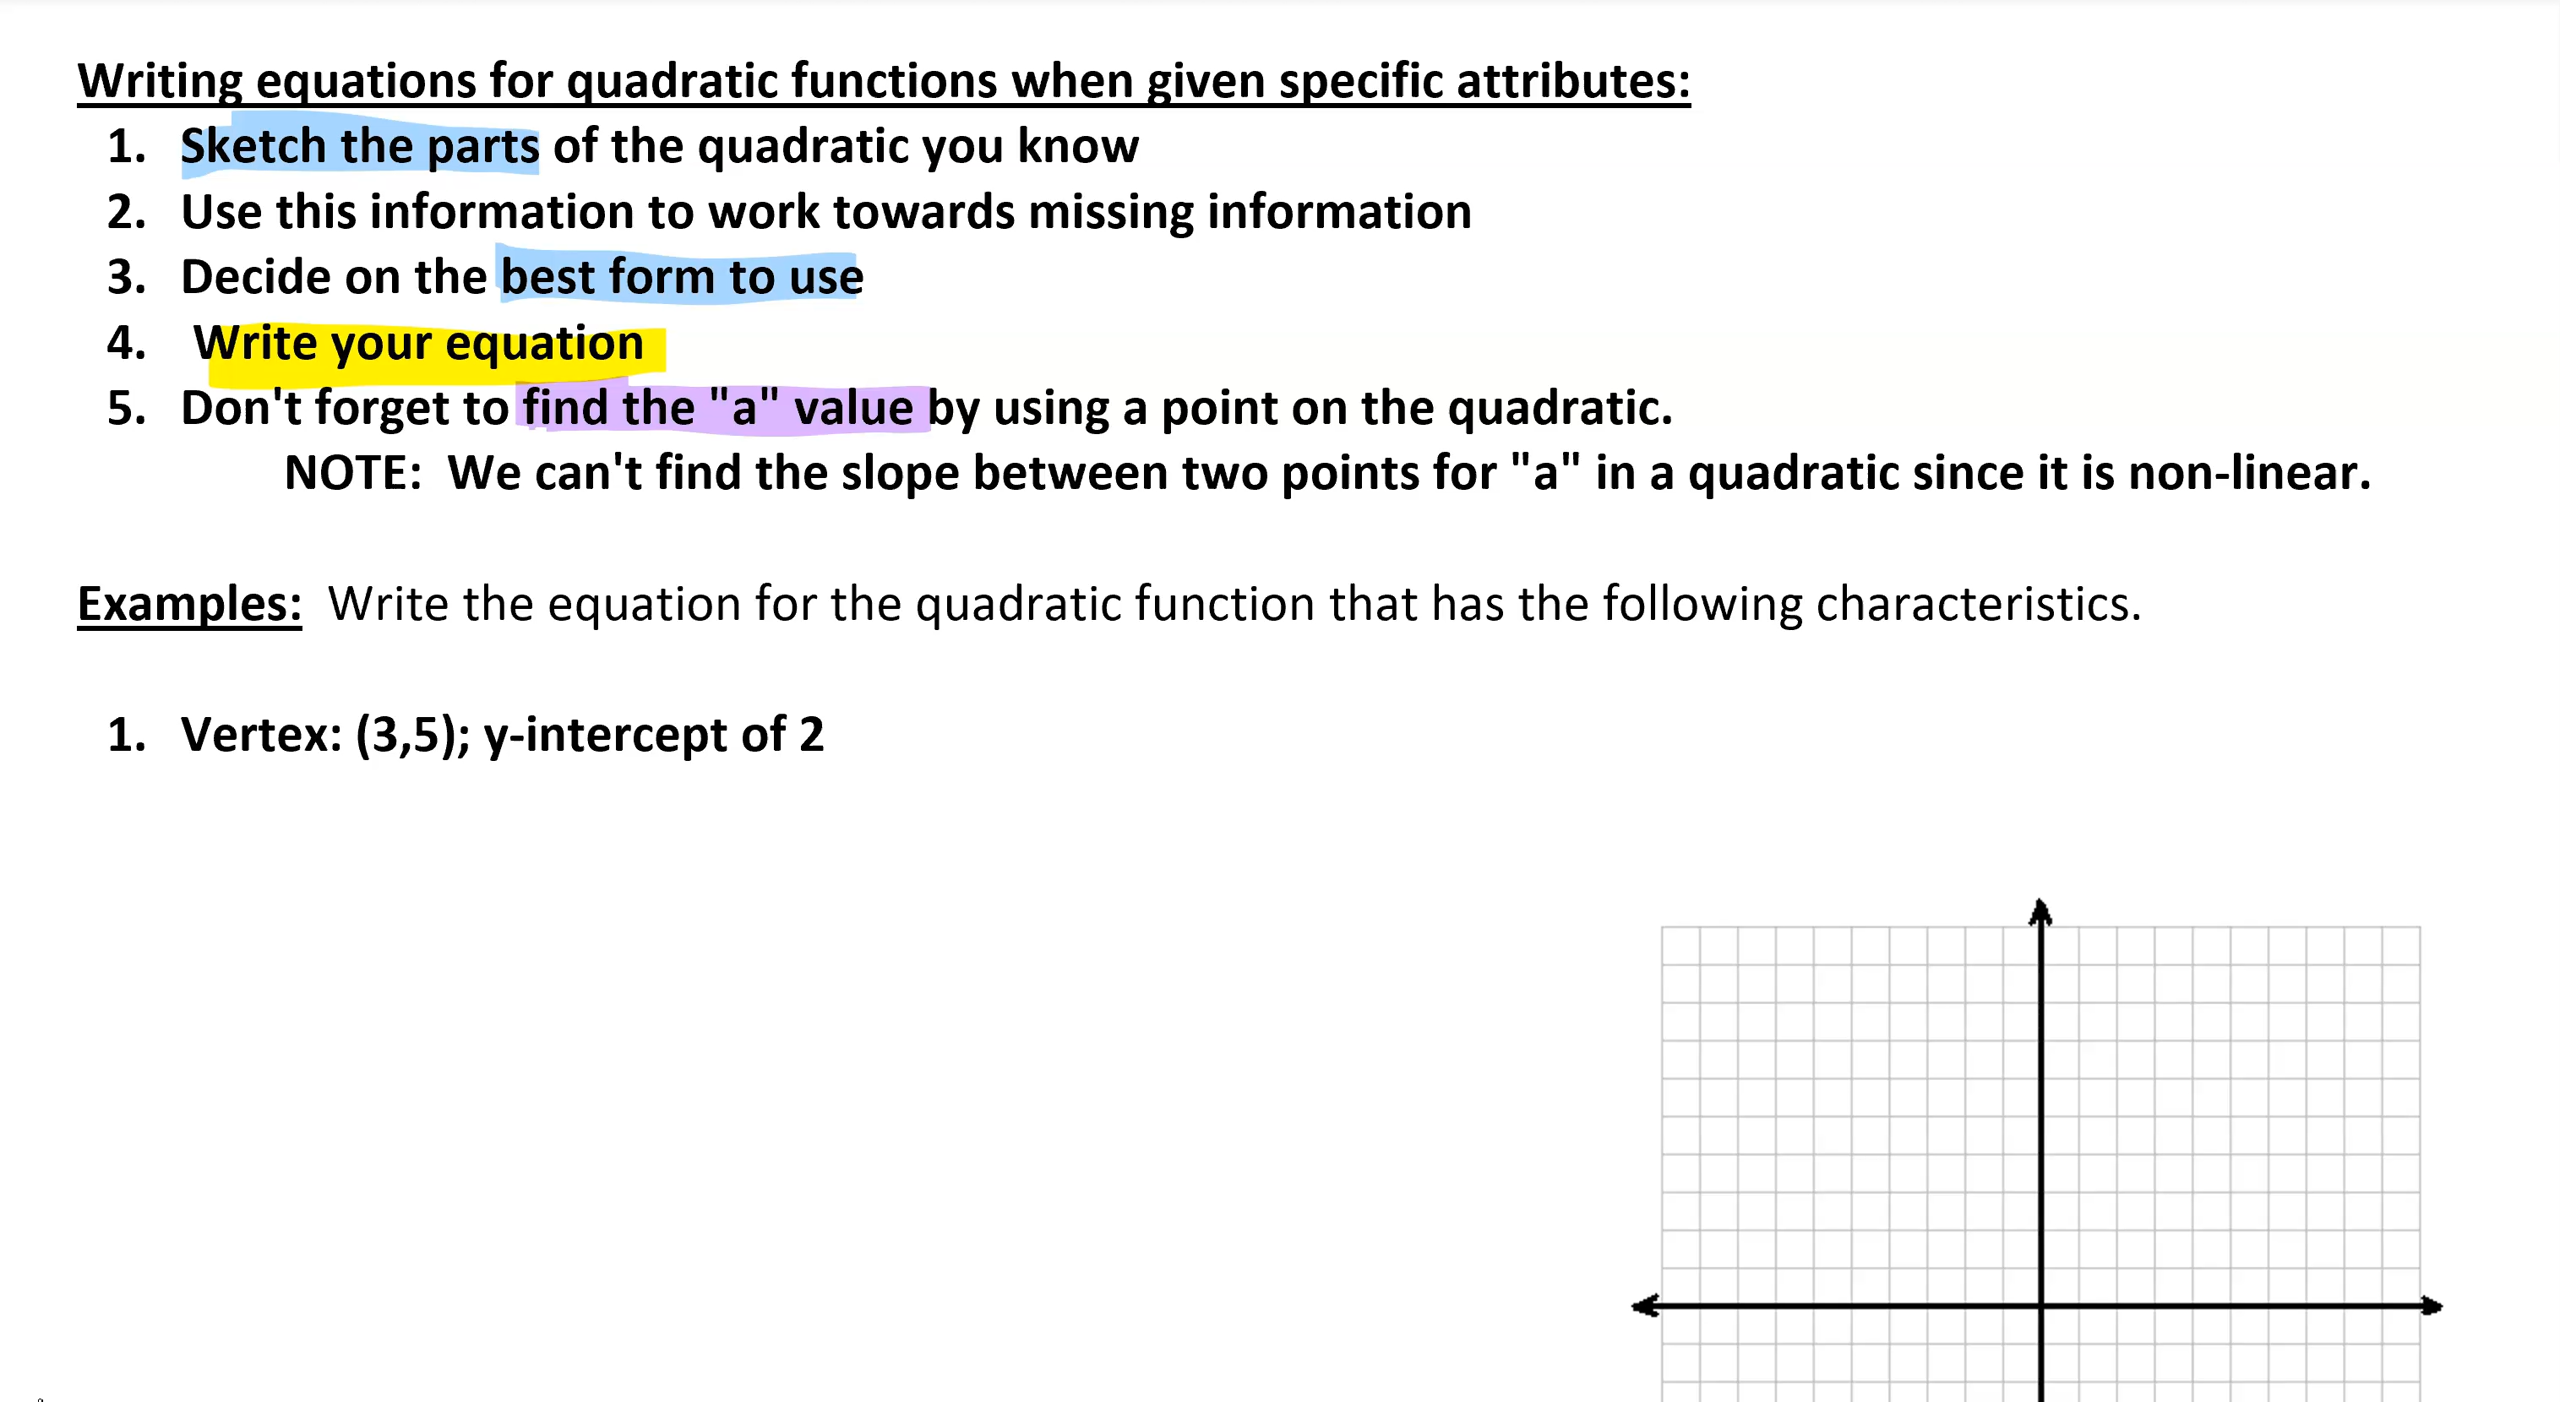 Writing equations for quadratic functions when given specific attributes:
1. Sketch the parts of the quadratic you know
2. Use this information to work towards missing information
3. Decide on the best form to use
4. Write your equation
5. Don't forget to find the "a" value by using a point on the quadratic.
NOTE: We can't find the slope between two points for "a" in a quadratic since it is non-linear.
Examples: Write the equation for the quadratic function that has the following characteristics.
1. Vertex: (3,5); y-intercept of 2